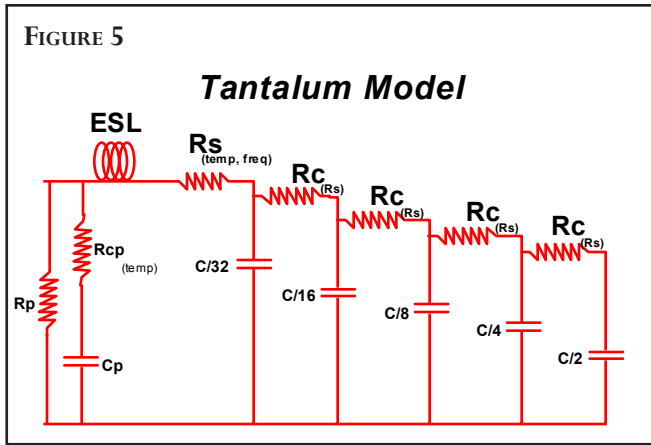 FIGURE 5
Tantalum Model
ESL
Rs
(temp, freq)
Rc
(Rs)
Rc
(Rs)
Rc
(Rs)
Rc
(Rs)
Rcp
(temp)
Rp
Cp
C/32
C/16
C/8
C/4
C/2